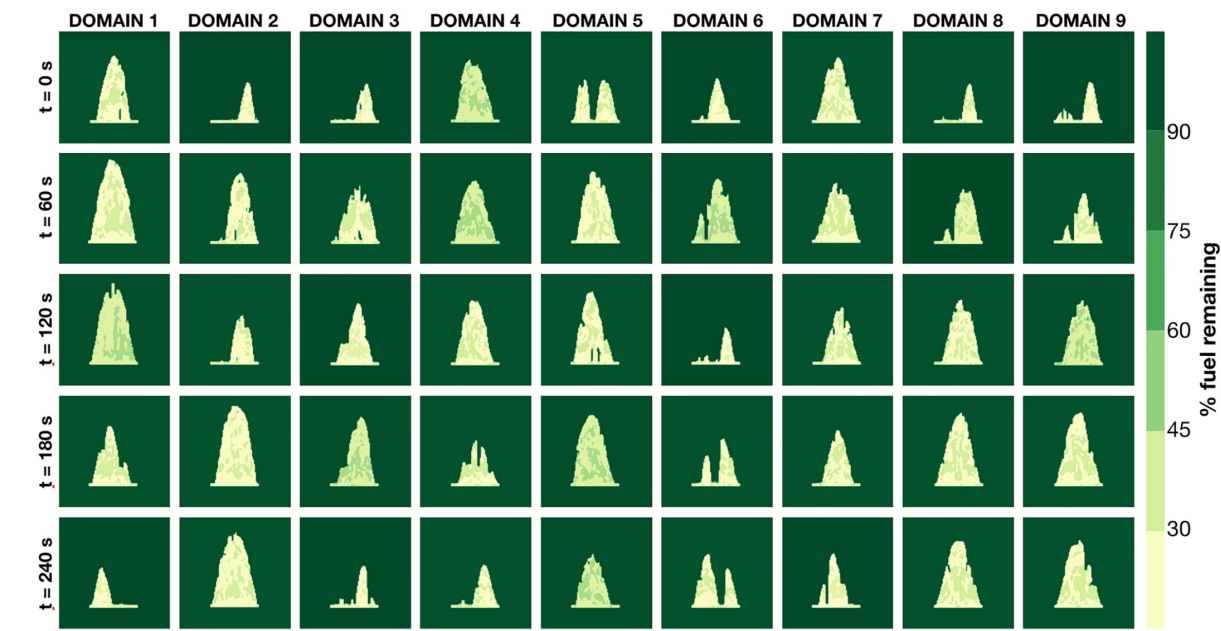 DOMAIN 1 DOMAIN 2 DOMAIN 3 DOMAIN 4 DOMAIN 5 DOMAIN 6 DOMAIN 7 DOMAIN 8 DOMAIN 9
t = 0 s
t = 60 s
t = 120 s
t = 180 s
t = 240 s
90
75
60
45
30
% fuel remaining